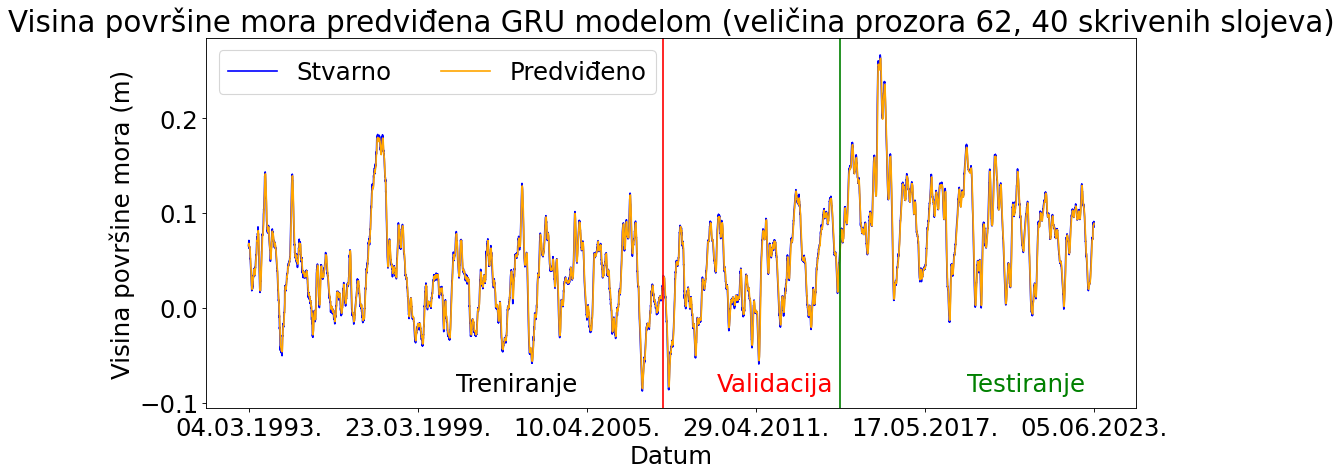 Visina površine mora predviđena GRU modelom (veličina prozora 62, 40 skrivenih slojeva)
Stvarno Predviđeno
Visina površine mora (m)
0.2
0.1
0.0
−0.1
Treniranje Validacija Testiranje
04.03.1993. 23.03.1999. 10.04.2005. 29.04.2011. 17.05.2017. 05.06.2023.
Datum